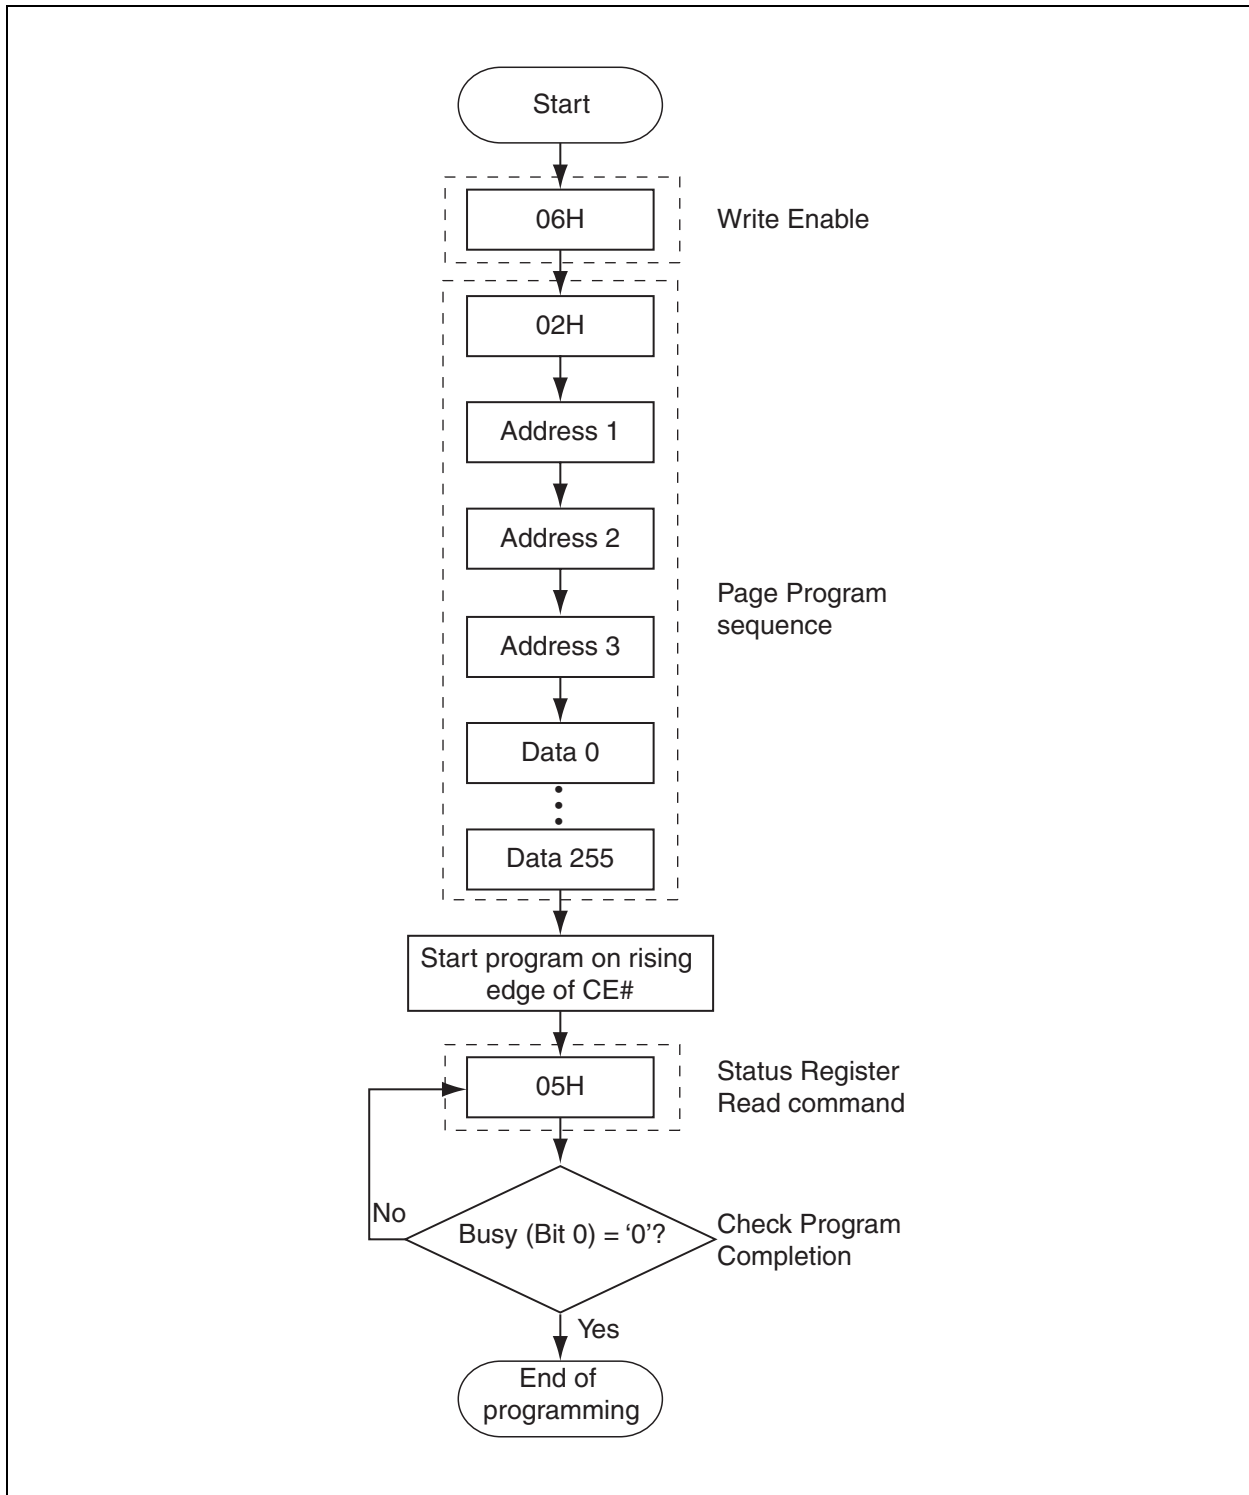 Start
06H
Write Enable
02H
Address 1
Address 2
Address 3
Page Program
sequence
Data 0
Data 255
Start program on rising
edge of CE#
05H
Status Register
Read command
No
Busy (Bit 0) = ‘0’?
Check Program
Completion
Yes
End of
programming